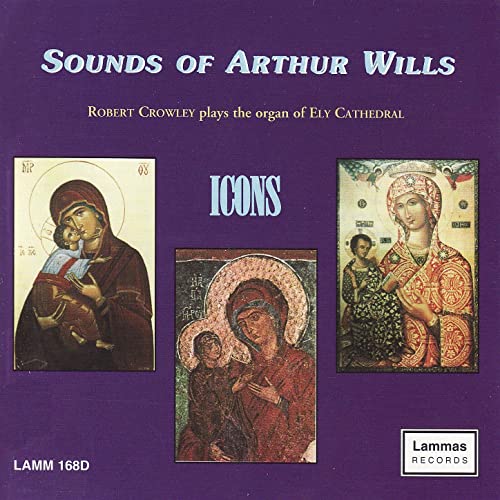 SOUNDS OF ARTHUR WILLS
ROBERT CROWLEY plays the organ of ELY CATHEDRAL
ICONS
LAMM 168D
Lammas
RECORDS